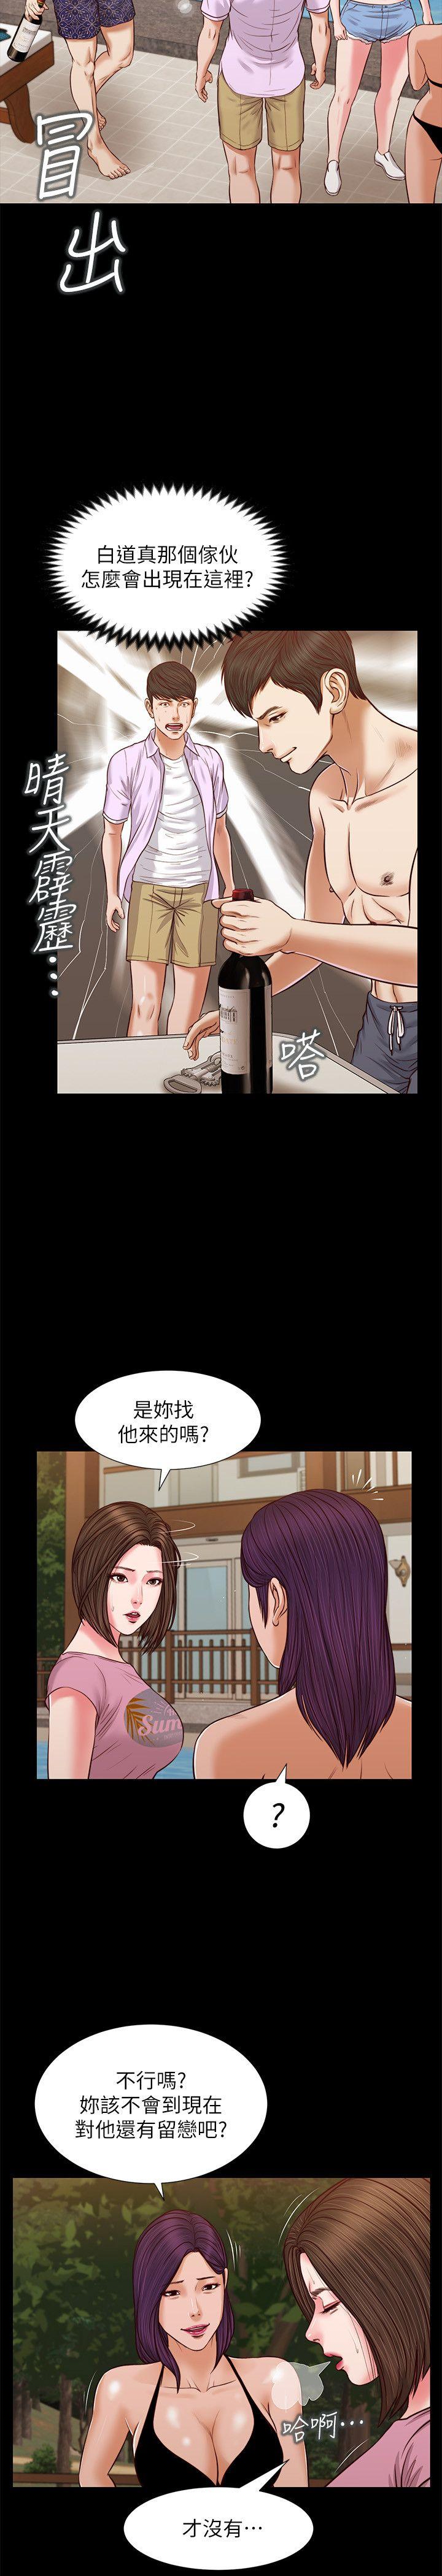 冒出
白道真那個傢伙
怎麼會出現在這裡?
晴天霹靂…
嗒
是妳找
他來的嗎?
Sum
?
不行嗎?
妳該不會到現在
對他還有留戀吧?
哈啊…
才沒有…